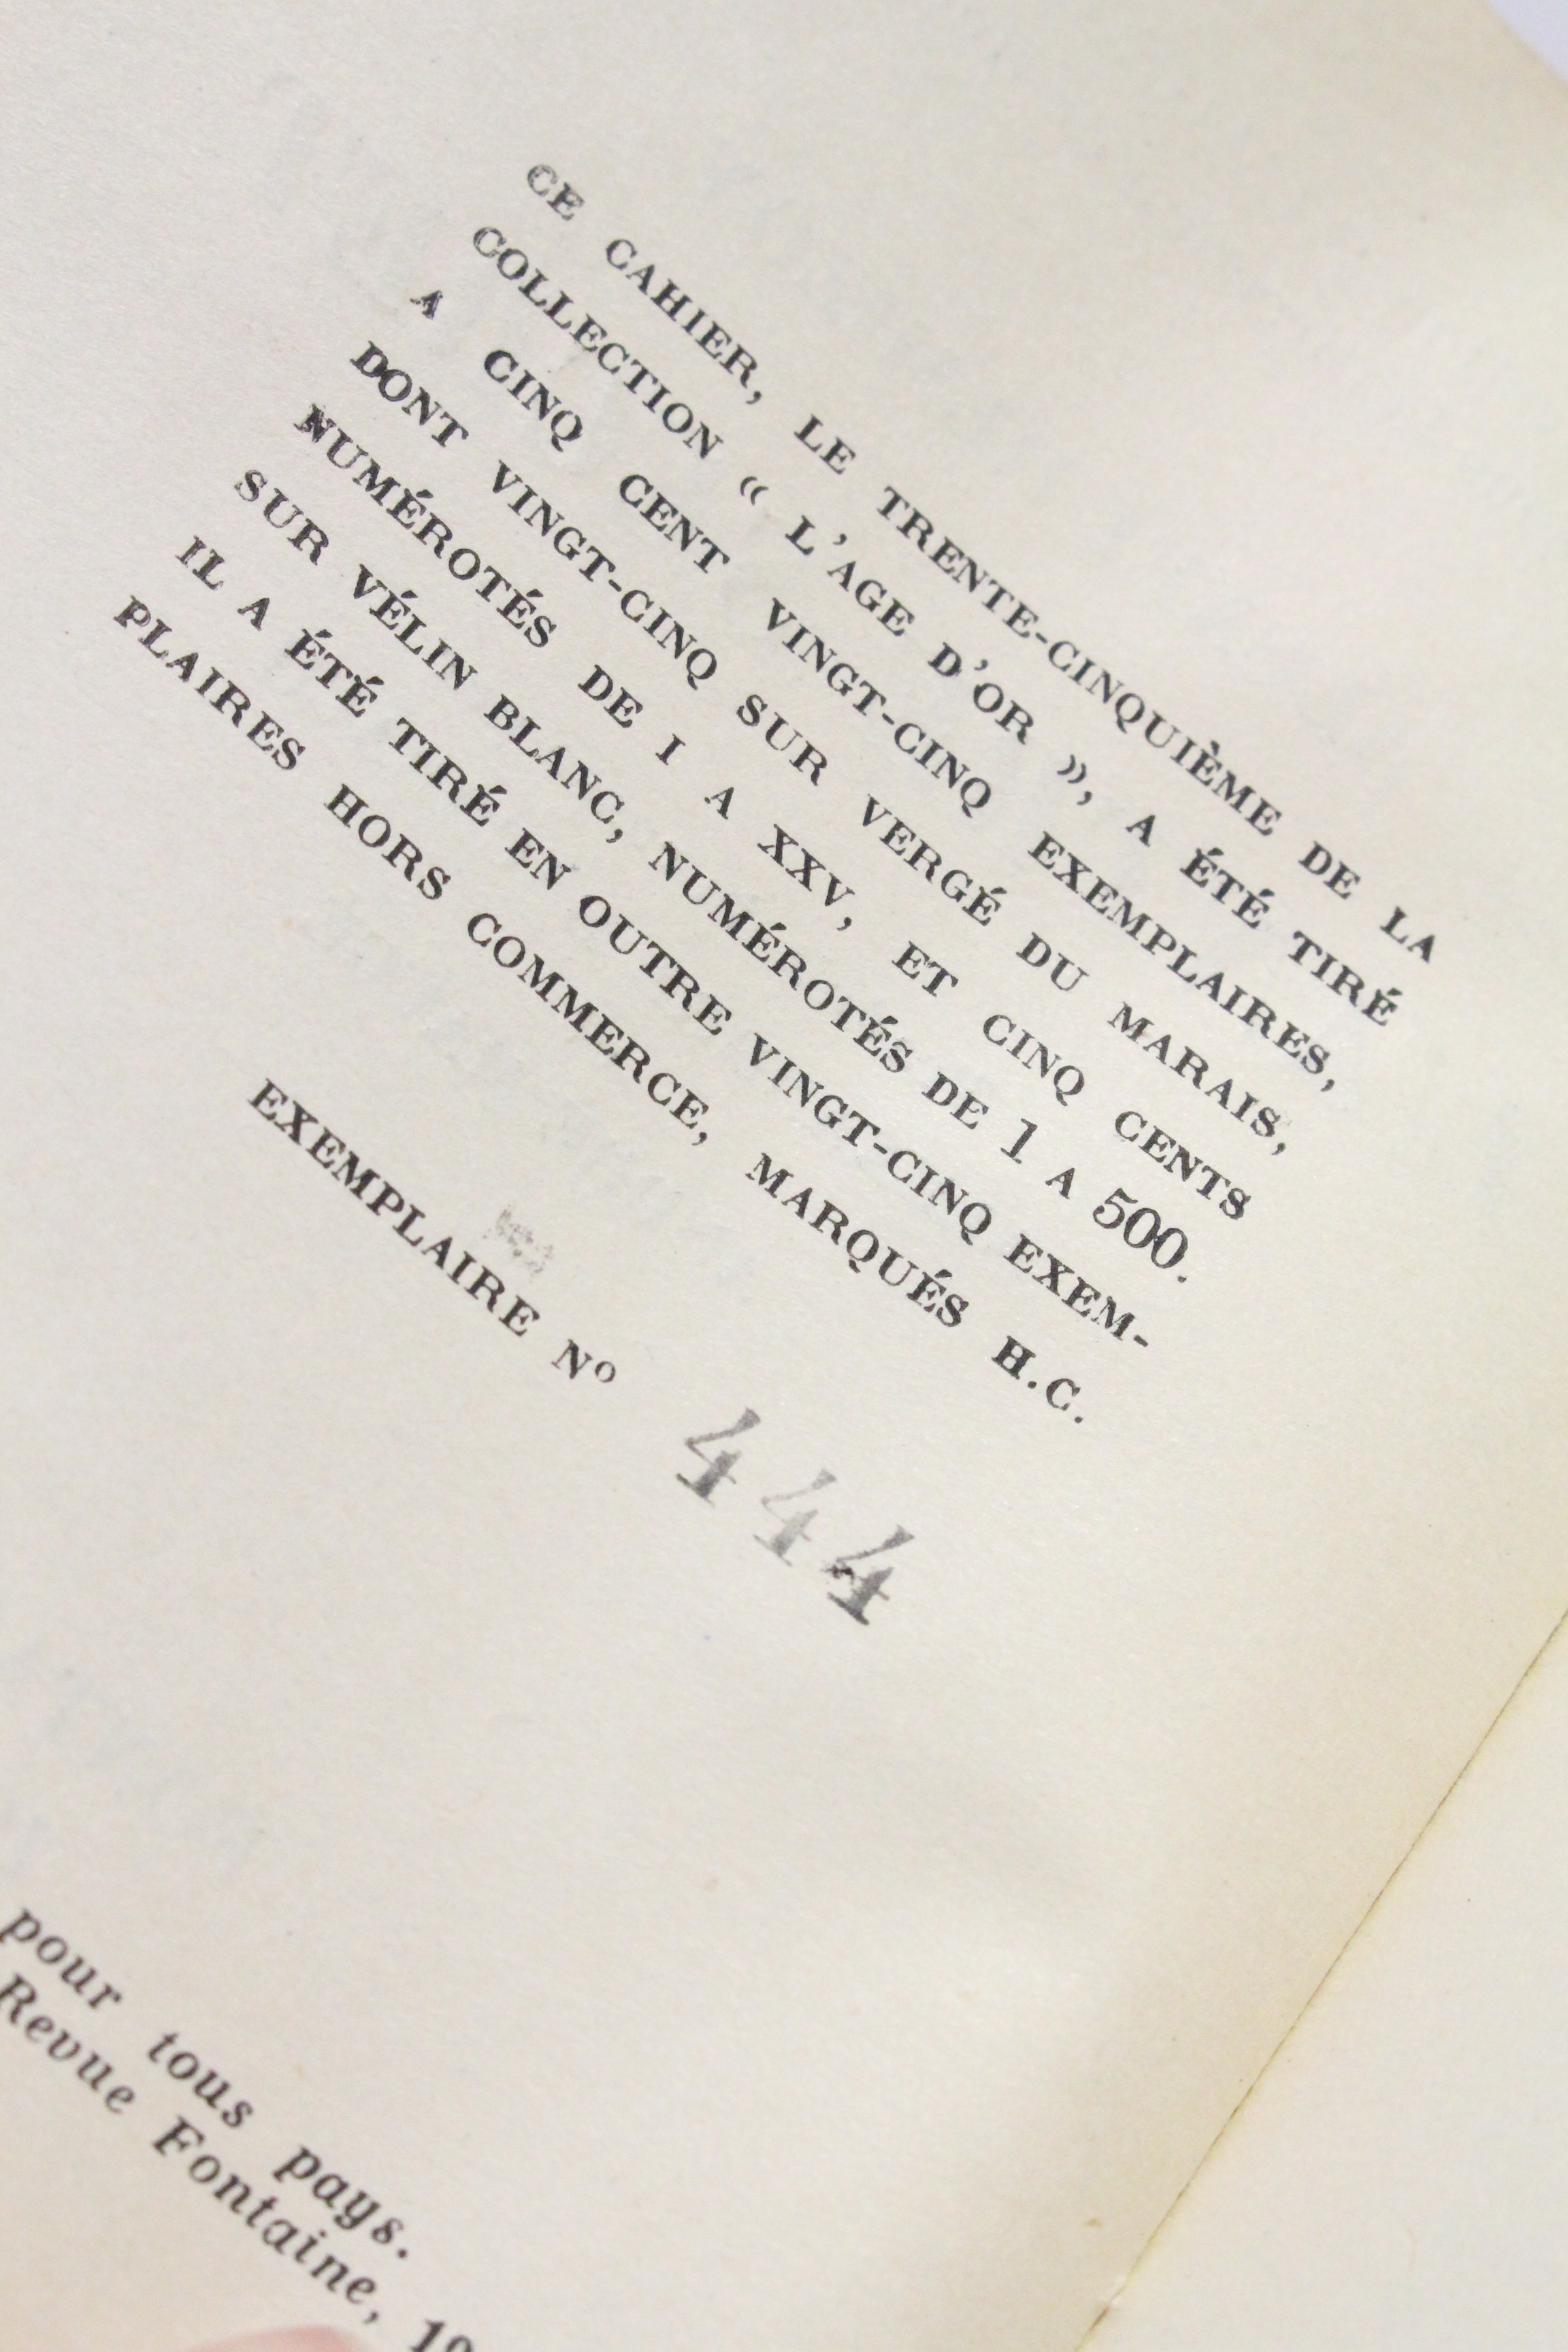 CE CAHIER, LE TRENTE-CINQUIÈME DE LA
COLLECTION « L'AGE D'OR », A ÉTÉ TIRÉ
A CINQ CENT VINGT-CINQ EXEMPLAIRES,
DONT VINGT-CINQ SUR VERGÉ DU MARAIS,
NUMÉROTÉS DE I A XXV, ET CINQ CENTS
SUR VÉLIN BLANC, NUMÉROTÉS DE 1 A 500.
IL A ÉTÉ TIRÉ EN OUTRE VINGT-CINQ EXEM-
PLAIRES HORS COMMERCE, MARQUÉS H.C.
EXEMPLAIRE Nº 444
pour tous pays.
Revue Fontaine,